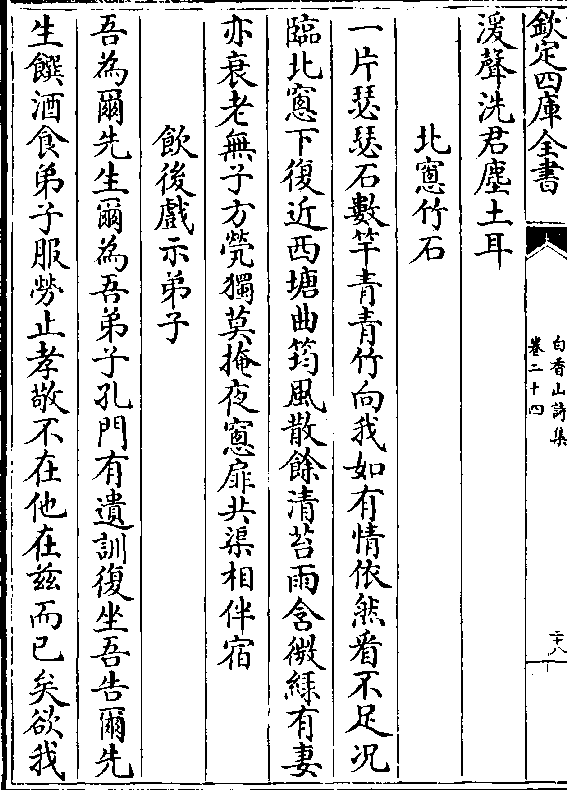 欽定四庫全書
白香山詩集
卷二十四
二十八
湲聲洗君塵土耳
北窻竹石
一片瑟瑟石數竿青青竹向我如有情依然看不足况
臨北窻下復近西塘曲筠風散餘清苔雨含微緑有妻
亦衰老無子方煢獨莫掩夜窻扉共渠相伴宿
飲後戲示弟子
吾為爾先生爾為吾弟子孔門有遺訓復坐吾告爾先
生饌酒食弟子服勞止孝敬不在他在兹而已矣欲我